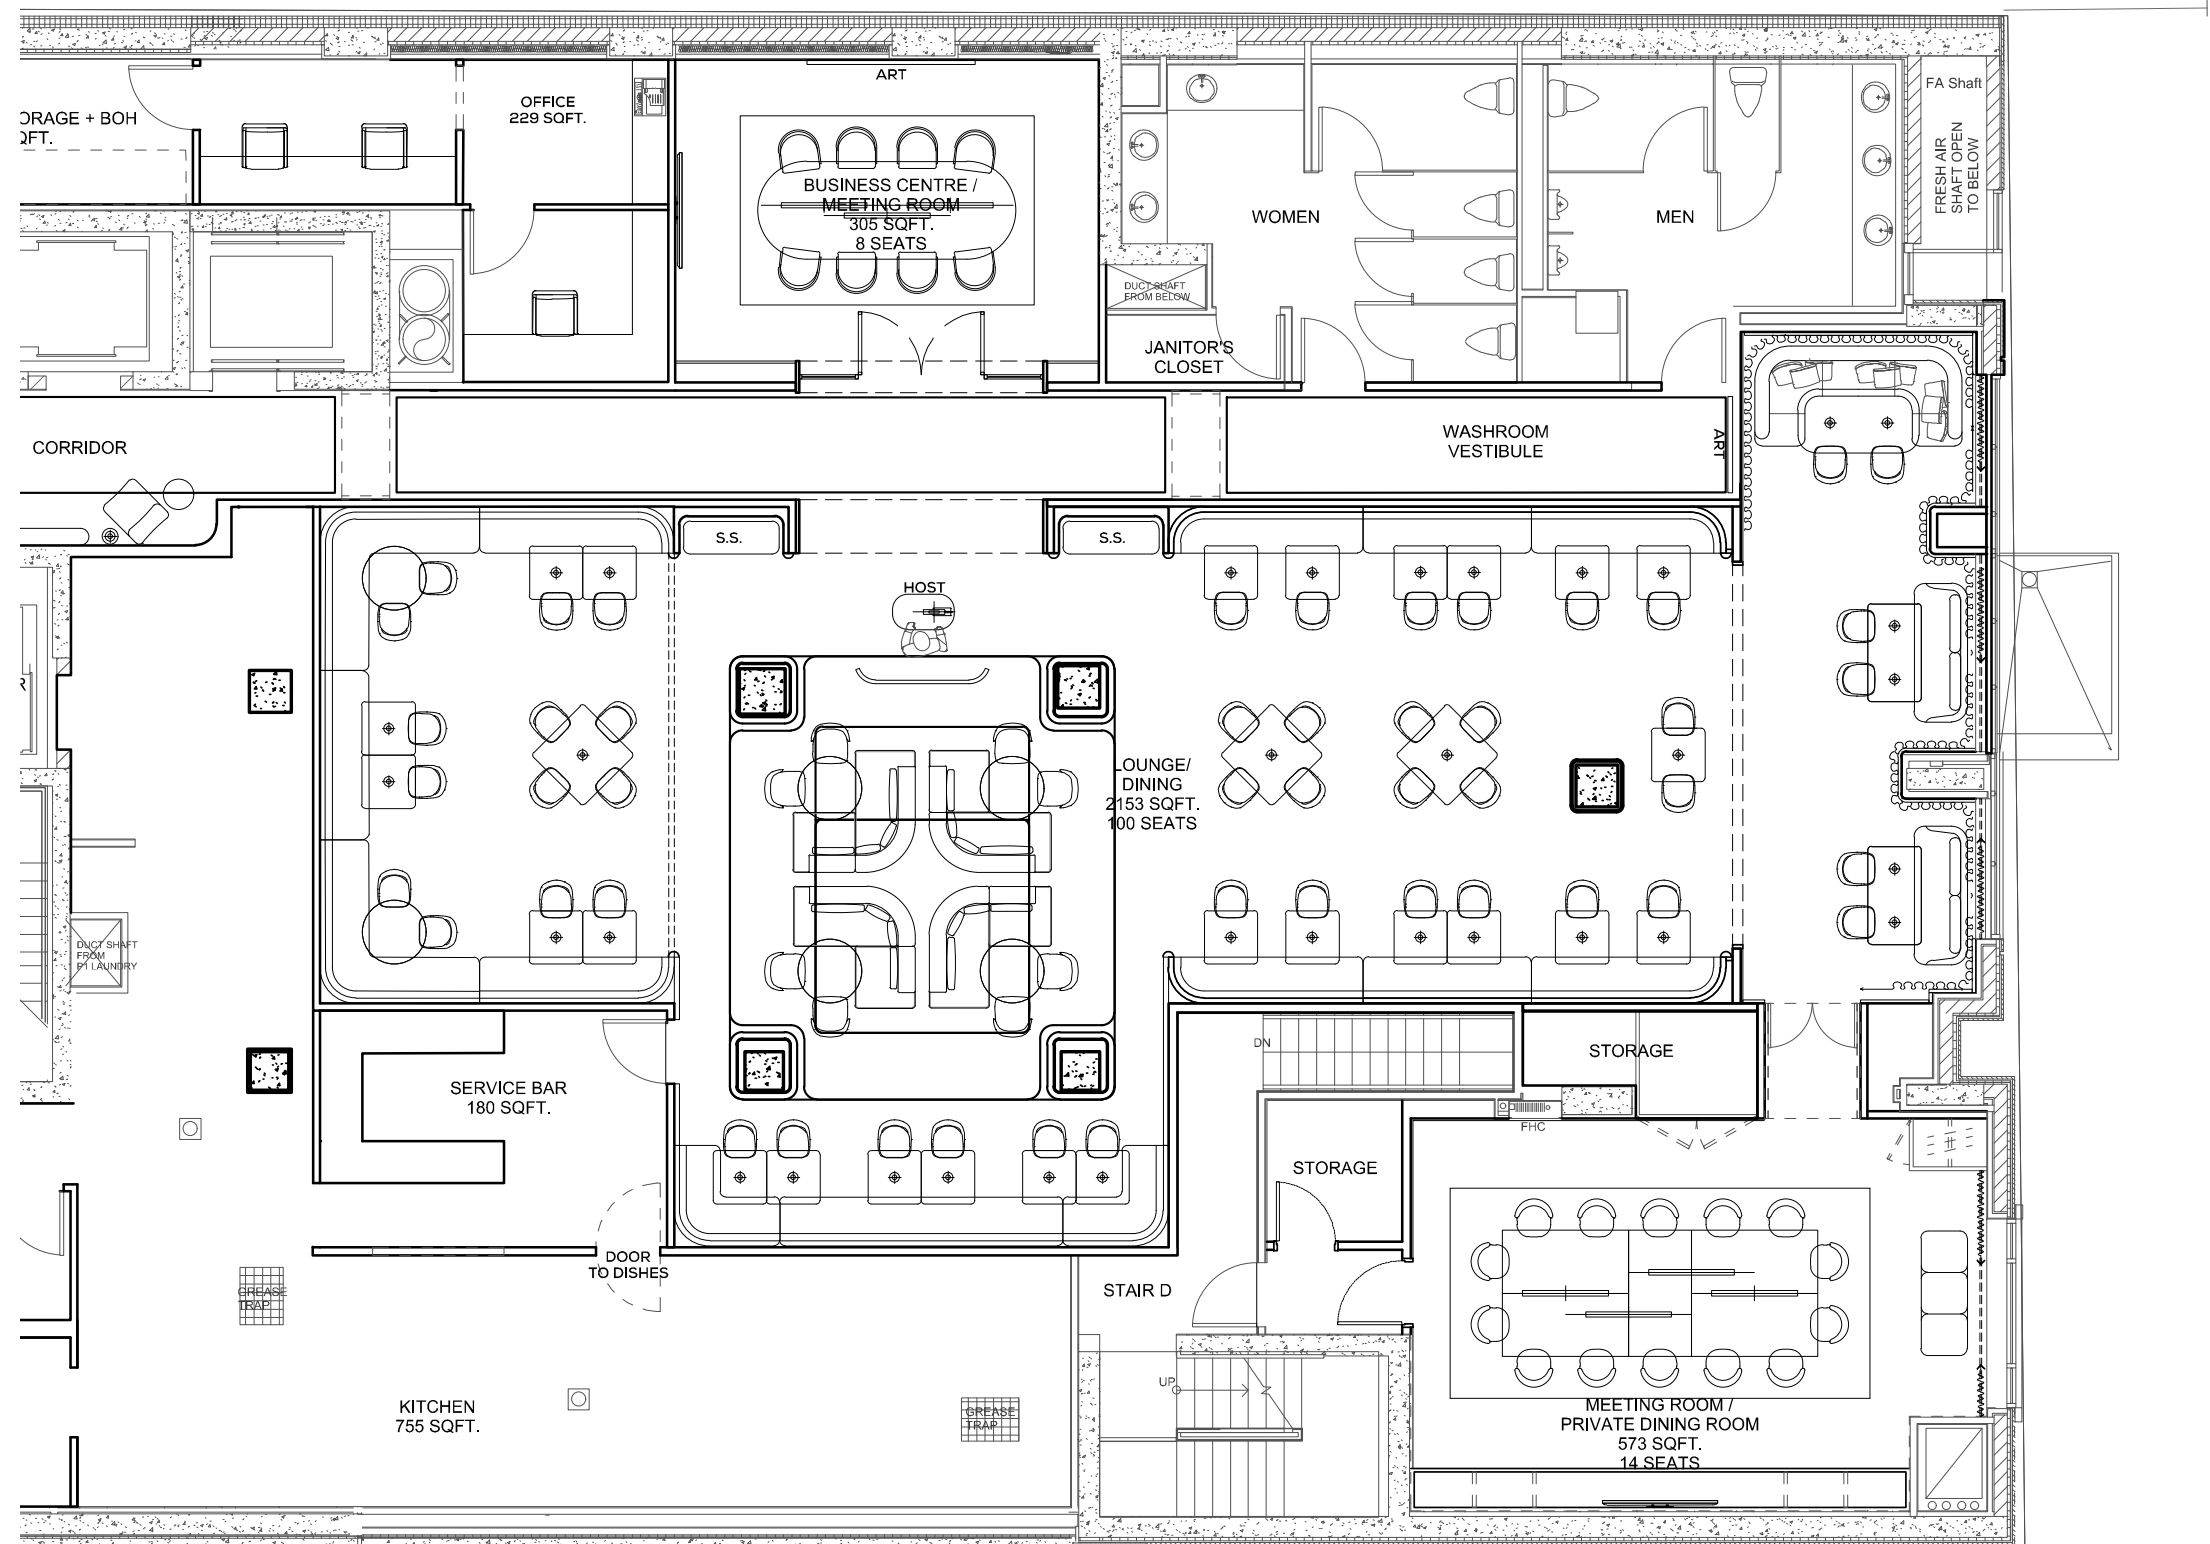 ART
OFFICE
229 SQFT.
ORAGE + BOH
QFT.
FA Shaft
FRESH AIR
SHAFT OPEN
TO BELOW
BUSINESS CENTRE /
MEETING ROOM
305 SQFT.
8 SEATS
WOMEN
MEN
DUCT SHAFT
FROM BELOW
JANITOR'S
CLOSET
CORRIDOR
WASHROOM
VESTIBULE
ART
S.S.
S.S.
HOST
R
LOUNGE/
DINING
2153 SQFT.
100 SEATS
DUCT SHAFT
FROM
P1 LAUNDRY
DN
STORAGE
SERVICE BAR
180 SQFT.
FHC
STORAGE
DOOR
TO DISHES
GREASE
TRAP
STAIR D
UP
KITCHEN
755 SQFT.
GREASE
TRAP
MEETING ROOM /
PRIVATE DINING ROOM
573 SQFT.
14 SEATS